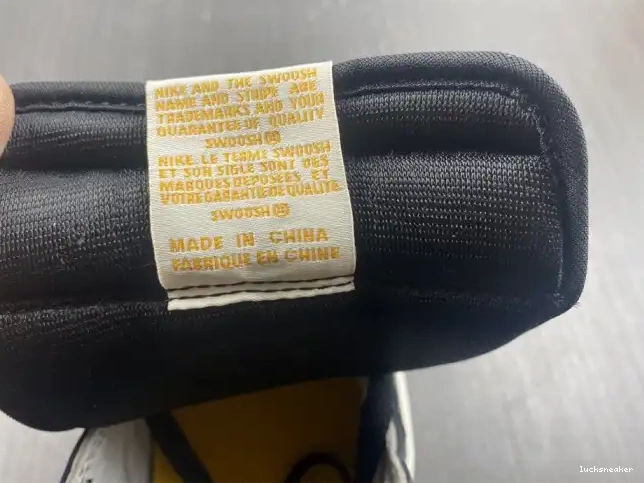 NIKE AND THE SWOOSH
NAME AND STRIPE ARE
TRADEMARKS AND YOUR
GUARANTEE OF QUALITY
SWOOSH®
NIKE, LE TERME SWOOSH
ET SON SIGLE SONT DES
MARQUES DEPOSEES ET
VOTRE GARANTIE DE QUALITE
SWOOSH®
MADE IN CHINA
FABRIQUE EN CHINE
lucksneaker